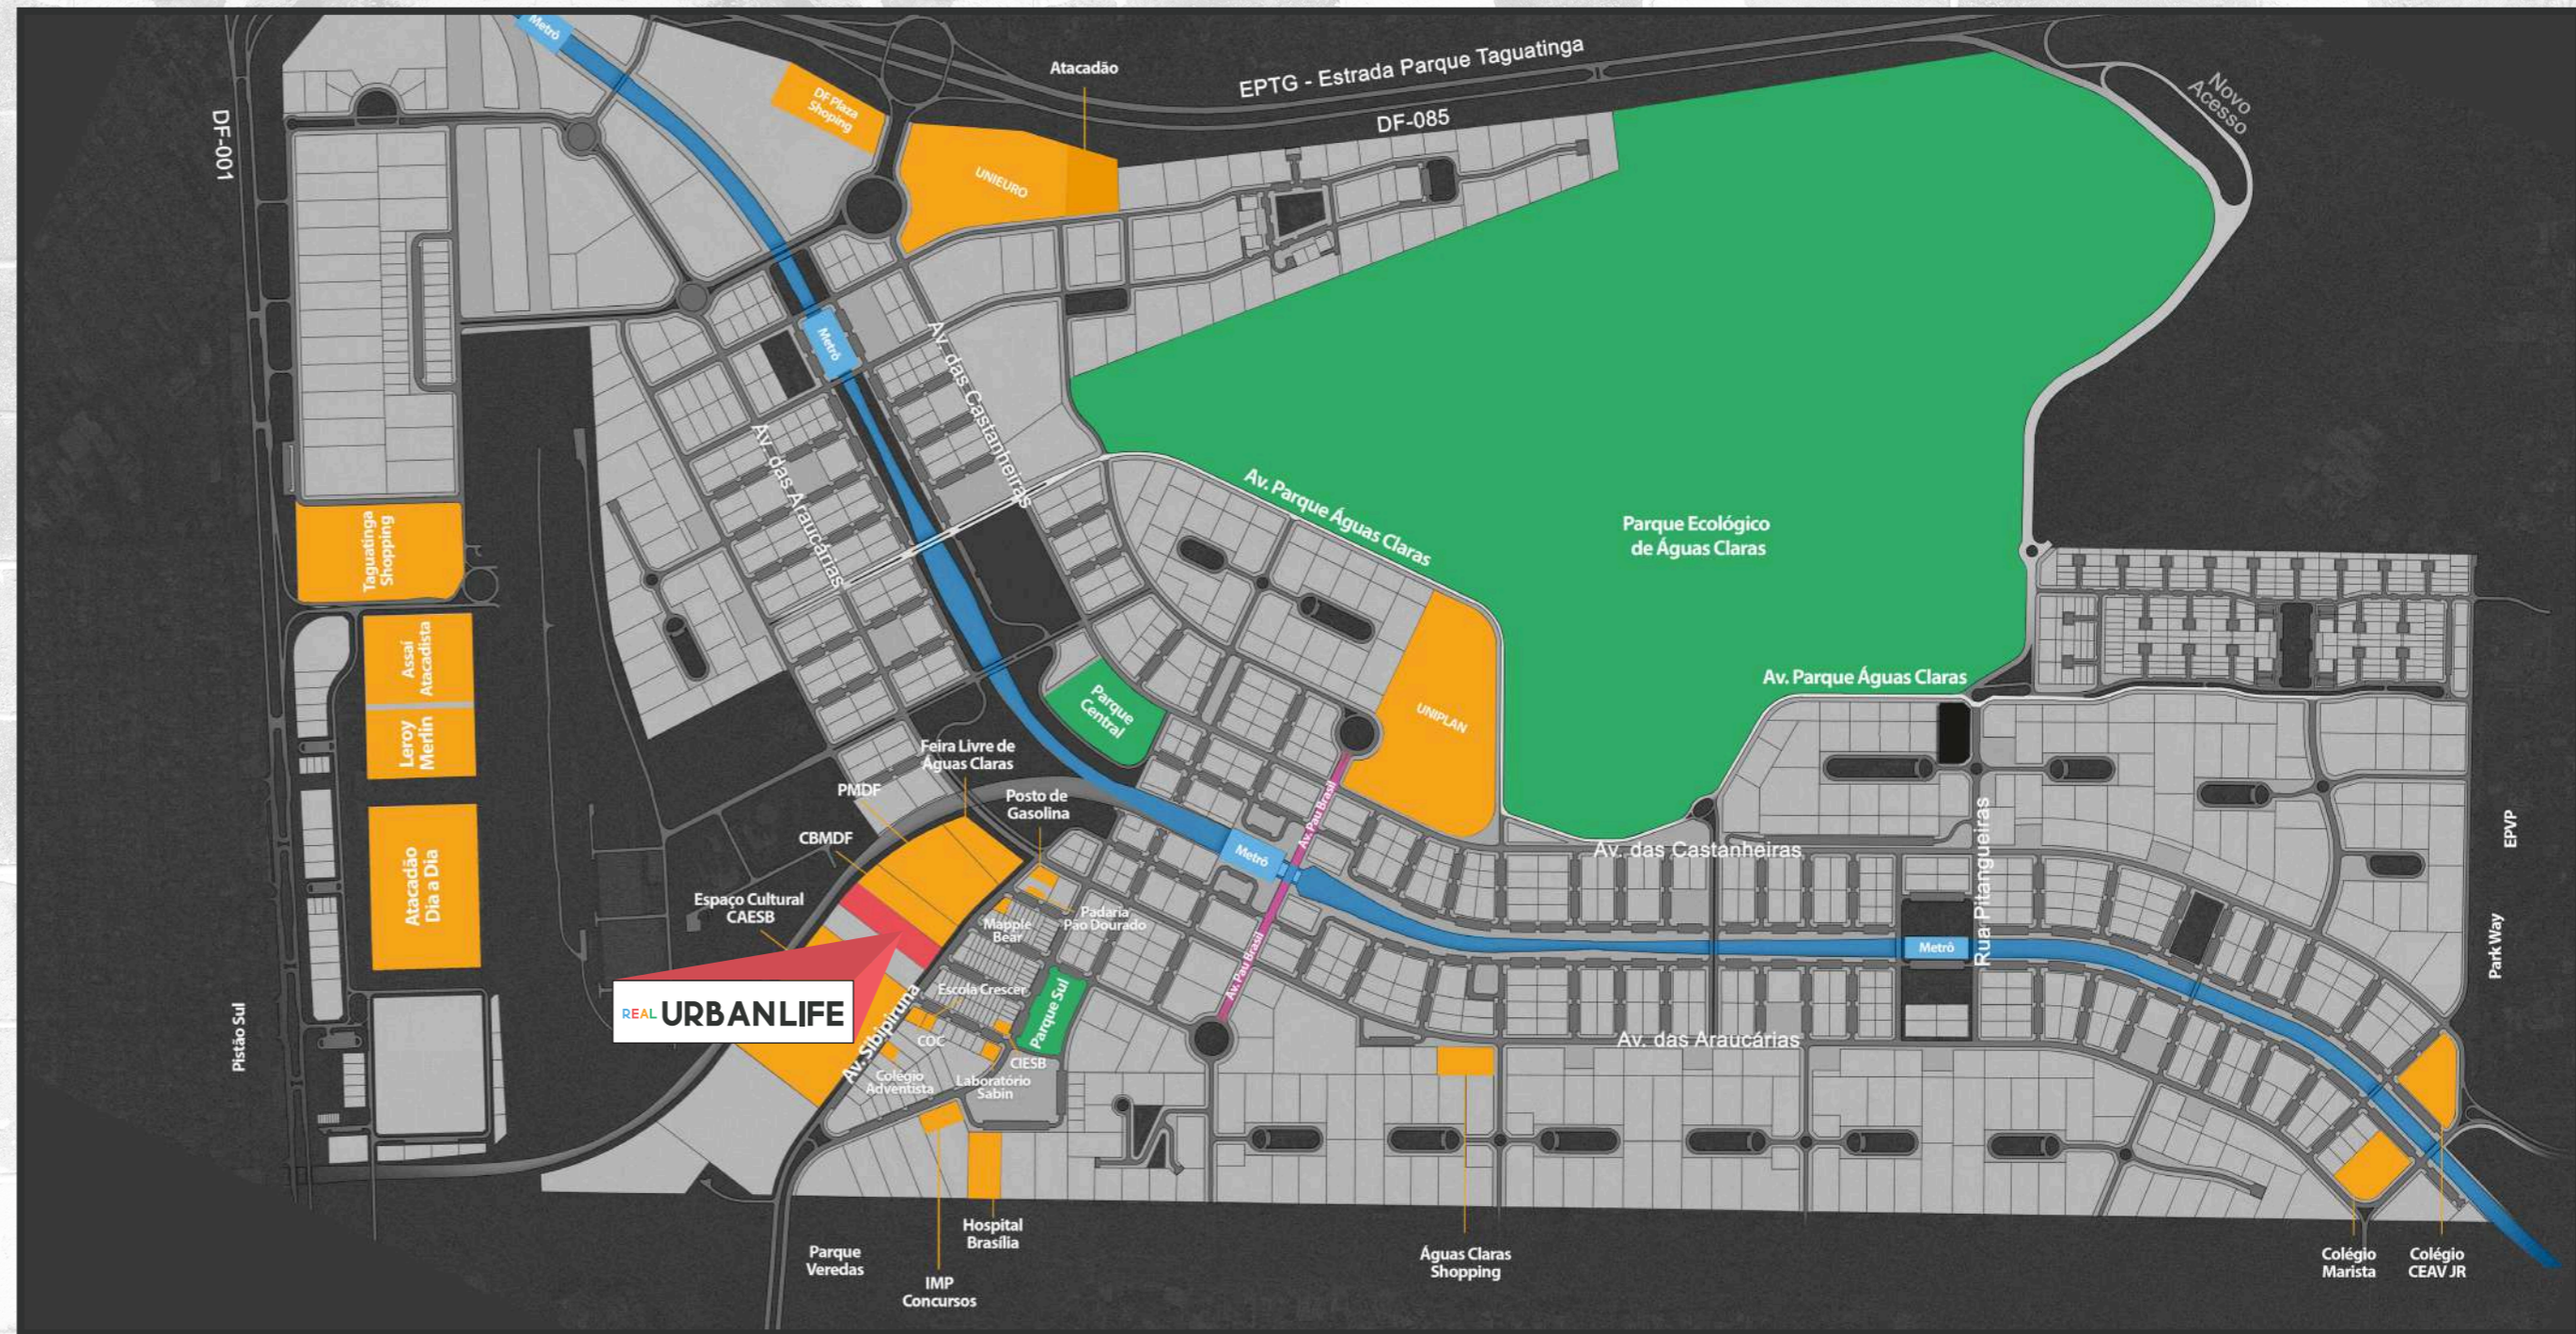 Metrô
DF Plaza
Shoping
Atacadão
EPTG - Estrada Parque Taguatinga
DF-085
Novo
Acesso
DF-001
UNIEURO
Metrô
Av. das Castanheiras
Av. das Araucárias
Av. Parque Águas Claras
Parque Ecológico
de Águas Claras
Taguatinga
Shopping
Assaí
Atacadista
Leroy
Merlin
Atacadão
Dia a Dia
Parque
Central
UNIPLAN
Av. Parque Águas Claras
Feira Livre de
Águas Claras
PMDF
Posto de
Gasolina
CBMDF
Av. Pau Brasil
Metrô
Av. das Castanheiras
Rua Pitangueiras
EPVP
Espaço Cultural
CAESB
Mapple
Bear
Padaria
Pão Dourado
Av. Pau Brasil
Metrô
Park Way
REAL URBANLIFE
Escola Crescer
Parque Sul
Av. Sibipiruna
COC
CIESB
Colégio
Adventista
Laboratório
Sabin
Av. das Araucárias
Pistão Sul
Parque
Veredas
IMP
Concursos
Hospital
Brasília
Águas Claras
Shopping
Colégio
Marista
Colégio
CEAV JR